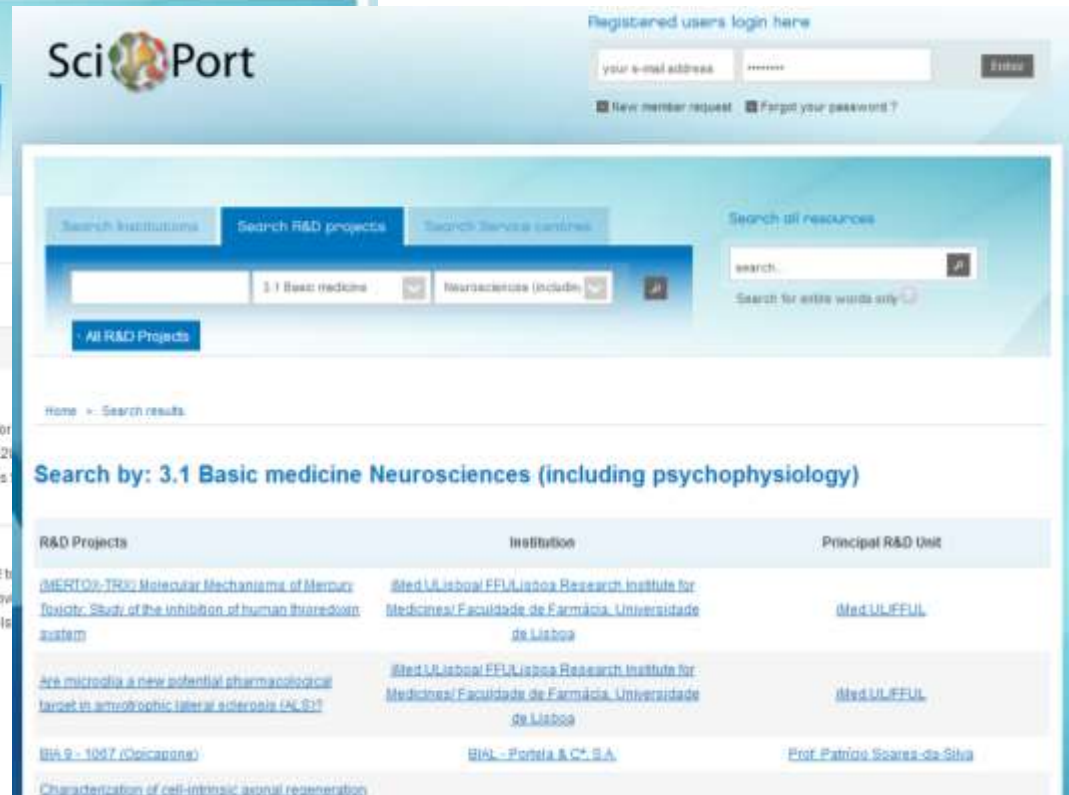 SciPort
Registered users login here
your e-mail address
Enter
New member request Forgot your password ?
Search Institutions Search R&D projects Search Service centres
Search all resources
3.1 Basic medicine Neurosciences (includin
search..
Search for entire words only
All R&D Projects
Home > Search results
Search by: 3.1 Basic medicine Neurosciences (including psychophysiology)
R&D Projects Institution Principal R&D Unit
(MERTOX-TRX) Molecular Mechanisms of Mercury
Toxicity: Study of the inhibition of human thioredoxin
system
iMed.ULisboa/ FFULisboa Research Institute for
Medicines/ Faculdade de Farmácia, Universidade
de Lisboa
iMed.UL/FFUL
Are microglia a new potential pharmacological
target in amyotrophic lateral sclerosis (ALS)?
iMed.ULisboa/ FFULisboa Research Institute for
Medicines/ Faculdade de Farmácia, Universidade
de Lisboa
iMed.UL/FFUL
BIA 9 - 1067 (Opicapone) BIAL - Portela & Cª, S.A. Prof. Patrício Soares-da-Silva
Characterization of cell-intrinsic axonal regeneration